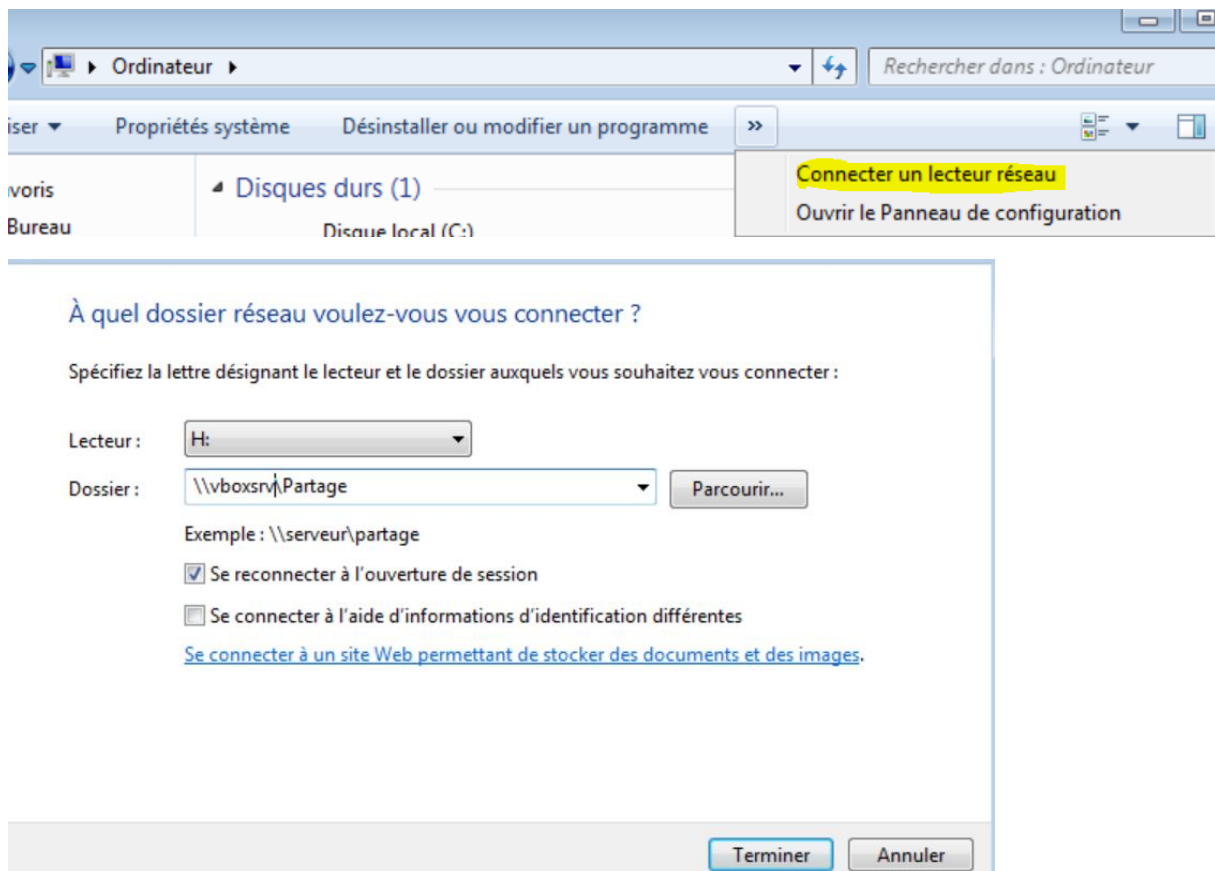 Ordinateur
Rechercher dans : Ordinateur
iser Propriétés système Désinstaller ou modifier un programme »
voris
Disques durs (1)
Connecter un lecteur réseau
Bureau
Disque local (C:)
Ouvrir le Panneau de configuration
À quel dossier réseau voulez-vous vous connecter ?
Spécifiez la lettre désignant le lecteur et le dossier auxquels vous souhaitez vous connecter :
Lecteur : H:
Dossier : \\vboxsrv\Partage Parcourir...
Exemple : \\serveur\partage
Se reconnecter à l'ouverture de session
Se connecter à l'aide d'informations d'identification différentes
Se connecter à un site Web permettant de stocker des documents et des images.
Terminer Annuler